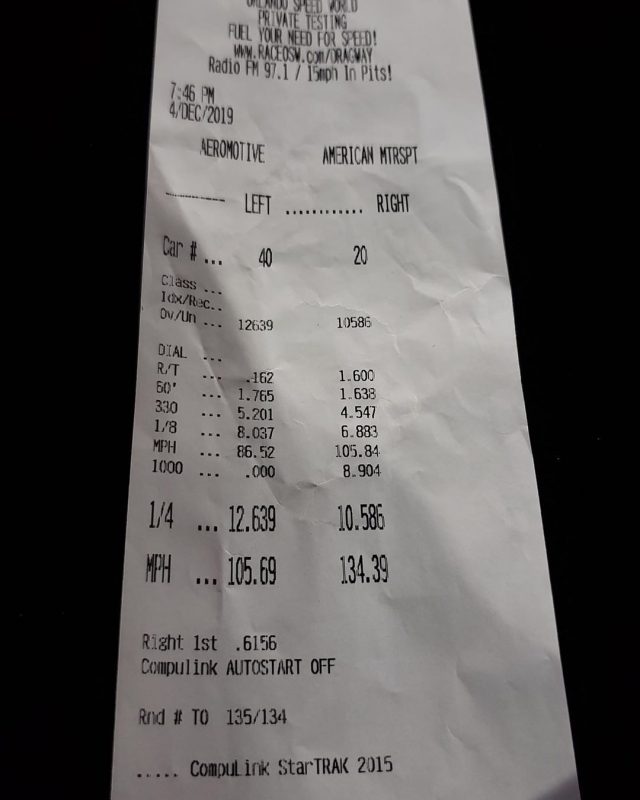 ORLANDO SPEED WORLD
PRIVATE TESTING
FUEL YOUR NEED FOR SPEED!
WWW.RACEOSW.com/DRAGWAY
Radio FM 97.1 / 15mph In Pits!
7:46 PM
4/DEC/2019
AEROMOTIVE AMERICAN MTRSPT
---------- LEFT ............ RIGHT
Car # ... 40 20
Class ...
Idx/Rec..
Ov/Un ... 12639 10586
DIAL ...
R/T ... .162 1.600
60' ... 1.765 1.638
330 ... 5.201 4.547
1/8 ... 8.037 6.883
MPH ... 86.52 105.84
1000 ... .000 8.904
1/4 ... 12.639 10.586
MPH ... 105.69 134.39
Right 1st .6156
Compulink AUTOSTART OFF
Rnd # TO 135/134
..... CompuLink StarTRAK 2015